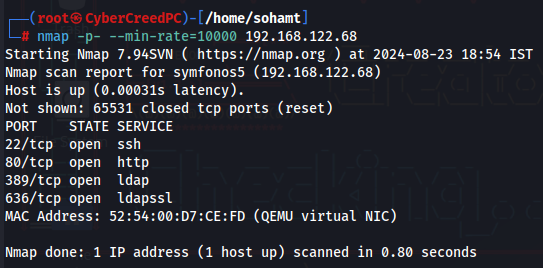 ┌──(root㉿CyberCreedPC)-[/home/sohamt]
└─# nmap -p- --min-rate=10000 192.168.122.68
Starting Nmap 7.94SVN ( https://nmap.org ) at 2024-08-23 18:54 IST
Nmap scan report for symfonos5 (192.168.122.68)
Host is up (0.00031s latency).
Not shown: 65531 closed tcp ports (reset)
PORT    STATE SERVICE
22/tcp  open  ssh
80/tcp  open  http
389/tcp open  ldap
636/tcp open  ldapssl
MAC Address: 52:54:00:D7:CE:FD (QEMU virtual NIC)
Nmap done: 1 IP address (1 host up) scanned in 0.80 seconds